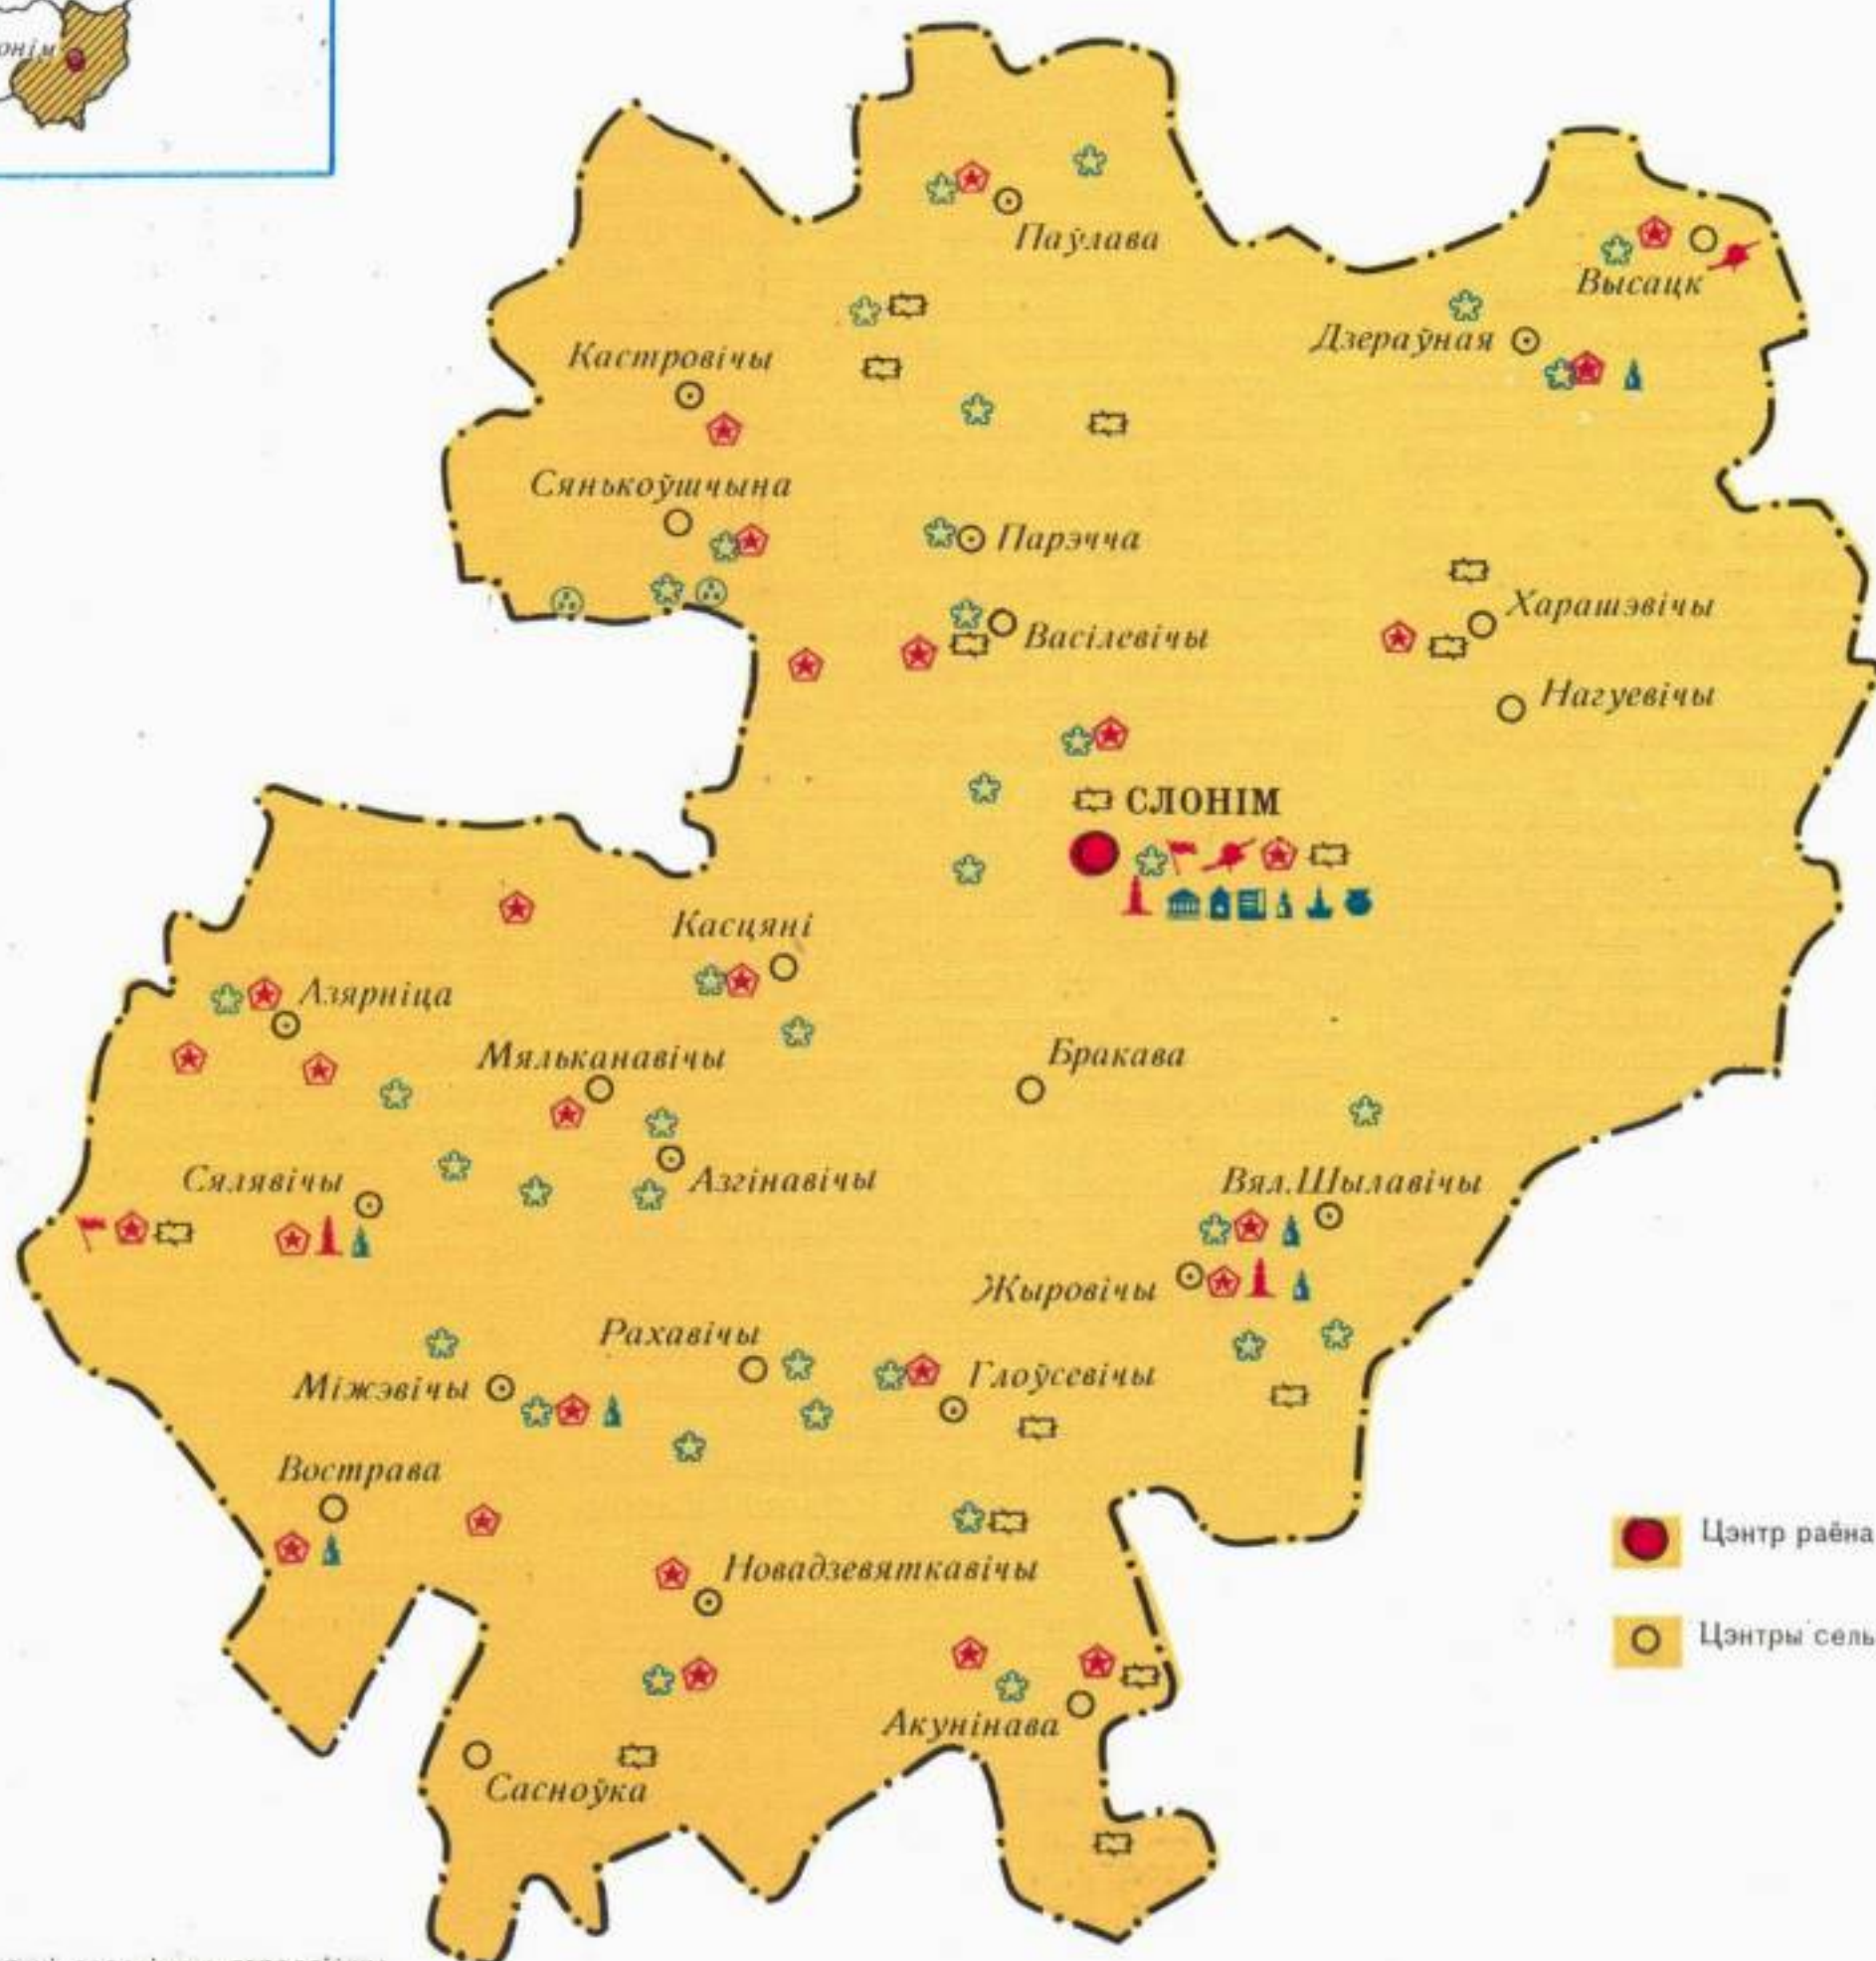 Паўлава
Высацк
Дзераўная
Кастровічы
Сянькоўшчына
Парэчча
Харашэвічы
Васілевічы
Нагуевічы
СЛОНІМ
Касцяні
Азярніца
Мяльканавічы
Бракава
Сялявічы
Азгінавічы
Вял.Шылавічы
Жыровічы
Рахавічы
Міжэвічы
Глоўсевічы
Вострава
Цэнтр раёна
Новадзевяткавічы
Цэнтры
Акунінава
Сасноўка